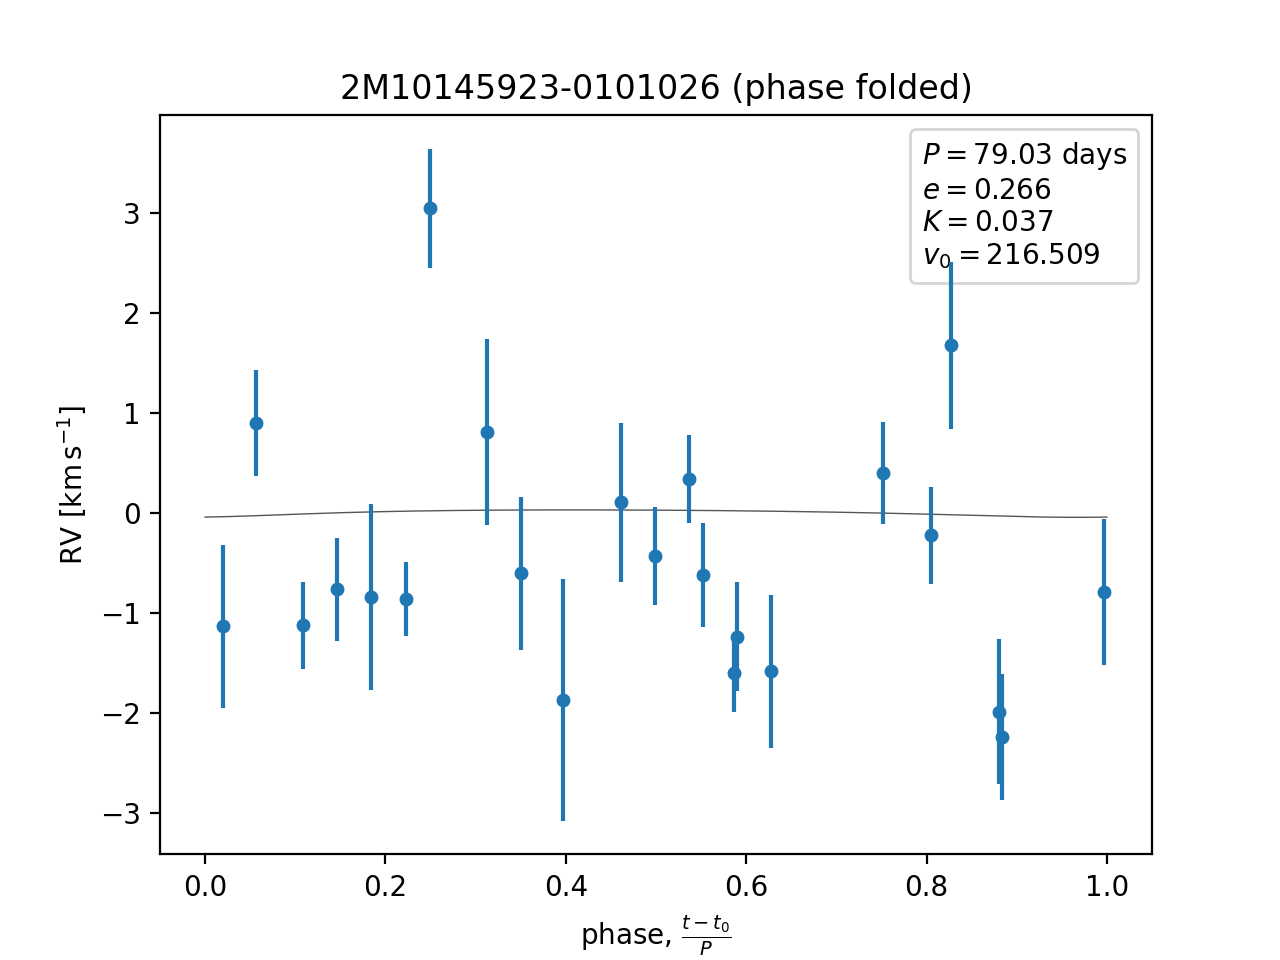 2M10145923-0101026 (phase folded)
P = 79.03 days
e = 0.266
K = 0.037
v₀ = 216.509
3
2
1
0
−1
−2
−3
RV [km s⁻¹]
0.0 0.2 0.4 0.6 0.8 1.0
phase, (t − t₀)/P